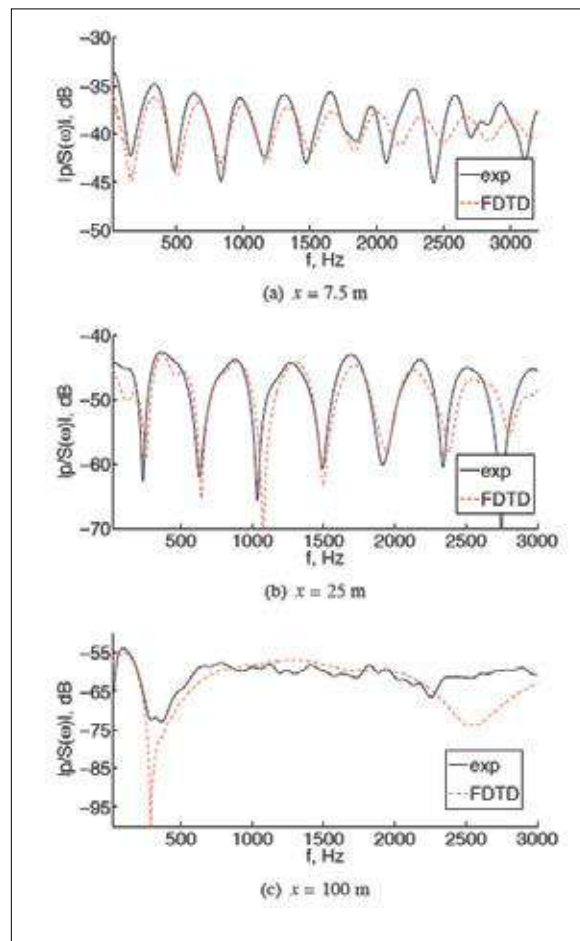 −30
−35
−40
−45
−50
|p/S(ω)|, dB
exp
FDTD
500 1000 1500 2000 2500 3000
f, Hz
(a) x = 7.5 m
−40
−50
−60
−70
|p/S(ω)|, dB
exp
FDTD
500 1000 1500 2000 2500 3000
f, Hz
(b) x = 25 m
−55
−65
−75
−85
−95
|p/S(ω)|, dB
exp
FDTD
500 1000 1500 2000 2500 3000
f, Hz
(c) x = 100 m